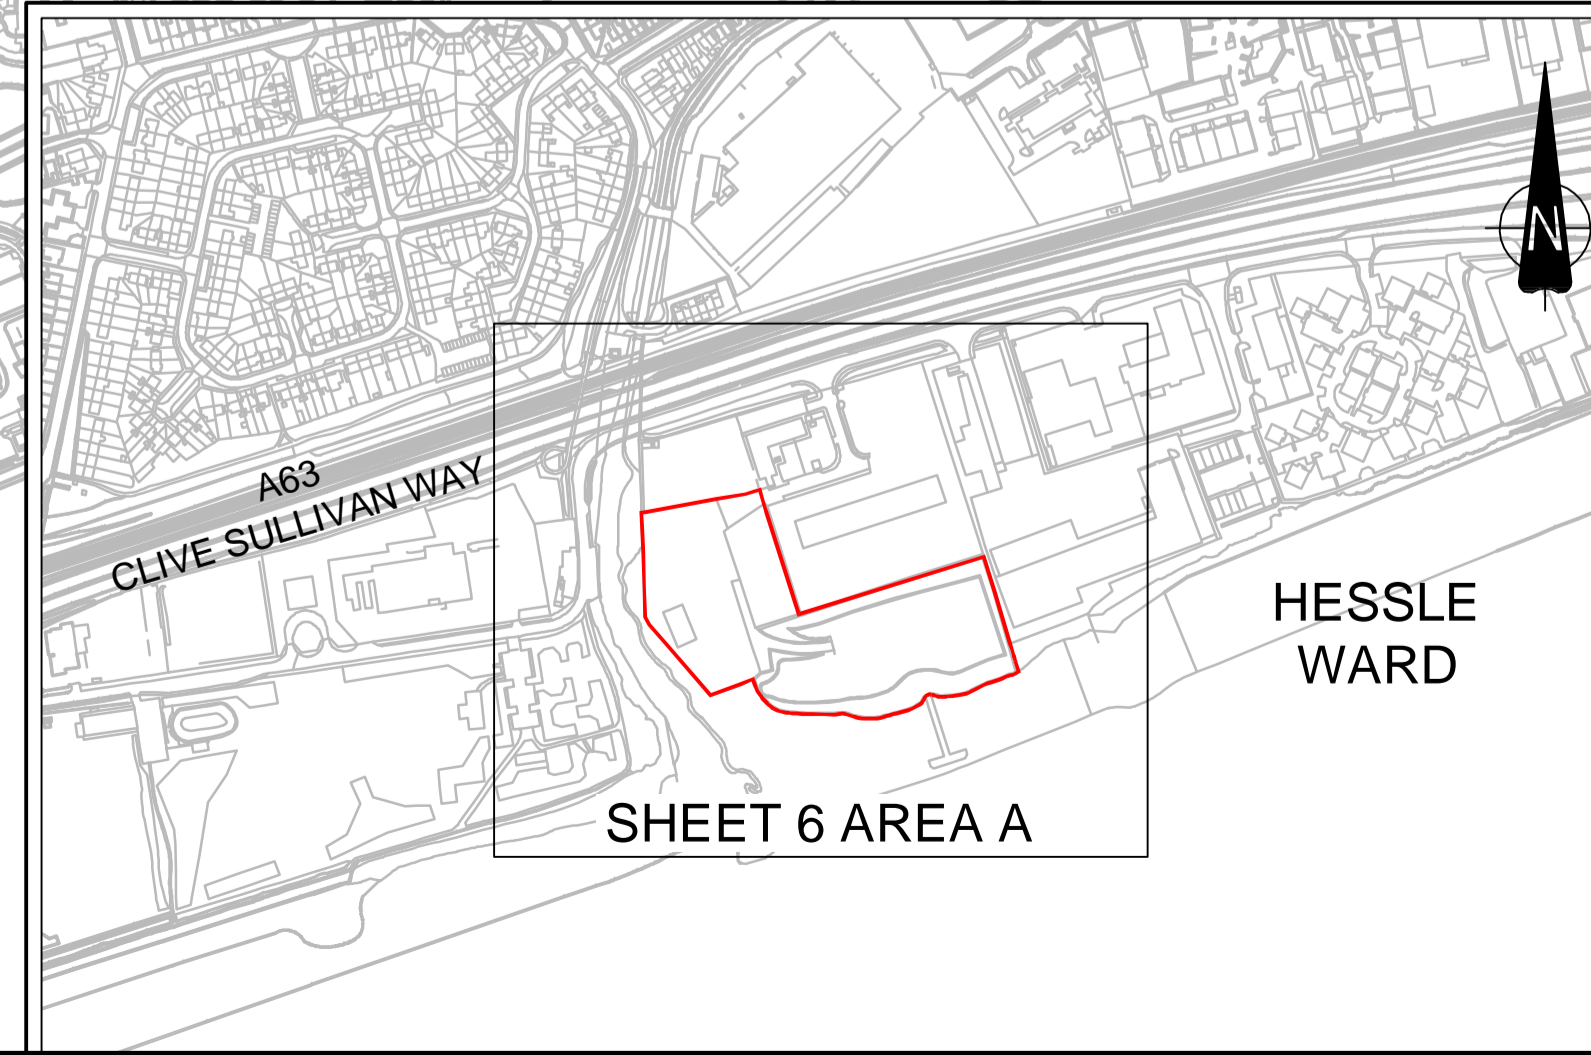 N
A63
CLIVE SULLIVAN WAY
HESSLE
WARD
SHEET 6 AREA A